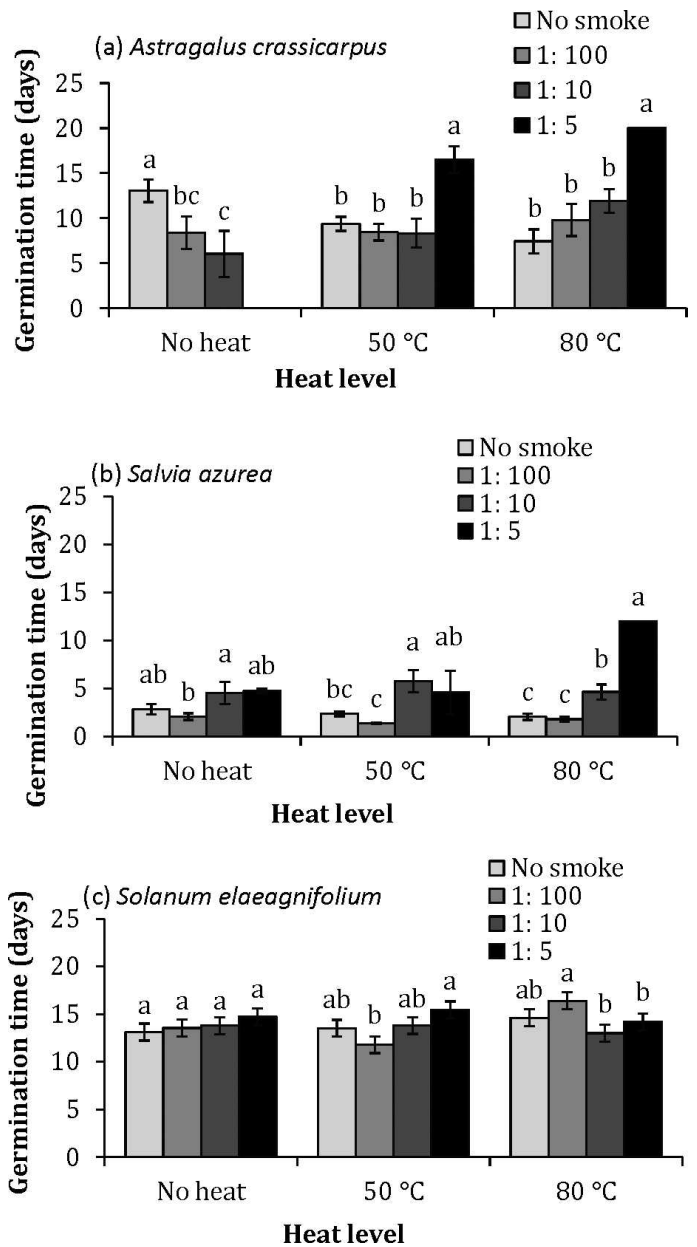 (a) Astragalus crassicarpus
No smoke
1: 100
1: 10
1: 5
Germination time (days)
25
20
15
10
5
0
a
bc
c
b
b
b
a
b
b
b
a
No heat
50 °C
80 °C
Heat level
(b) Salvia azurea
No smoke
1: 100
1: 10
1: 5
Germination time (days)
25
20
15
10
5
0
ab
b
a
ab
bc
c
a
ab
c
c
b
a
No heat
50 °C
80 °C
Heat level
(c) Solanum elaeagnifolium
No smoke
1: 100
1: 10
1: 5
Germination time (days)
25
20
15
10
5
0
a
a
a
a
ab
b
ab
a
ab
a
b
b
No heat
50 °C
80 °C
Heat level